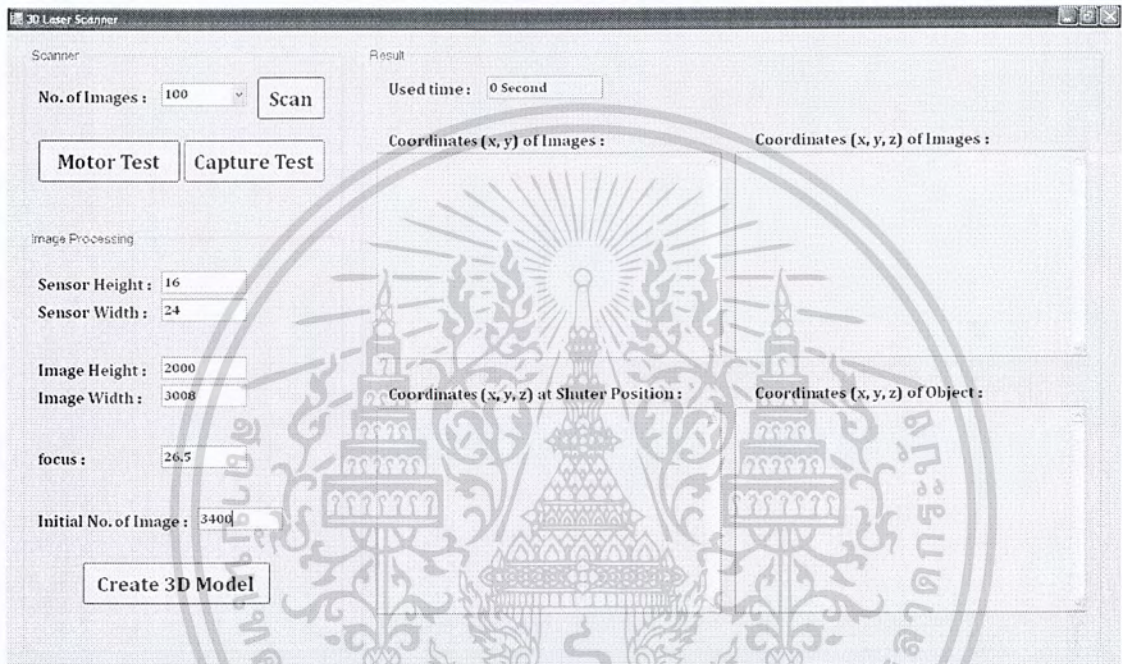 3D Laser Scanner
Scanner
No. of Images : 100
Scan
Motor Test
Capture Test
Image Processing
Sensor Height : 16
Sensor Width : 24
Image Height : 2000
Image Width : 3008
focus : 26.5
Initial No. of Image : 3400
Create 3D Model
Result
Used time : 0 Second
Coordinates (x, y) of Images :
Coordinates (x, y, z) of Images :
Coordinates (x, y, z) at Shuter Position :
Coordinates (x, y, z) of Object :